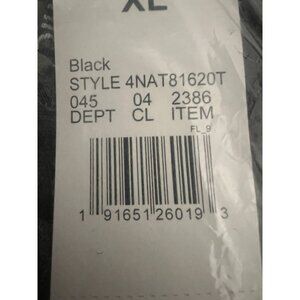 XL
Black
STYLE 4NAT81620T
045 04 2386
DEPT CL ITEM
FL_9
1 91651 26019 3